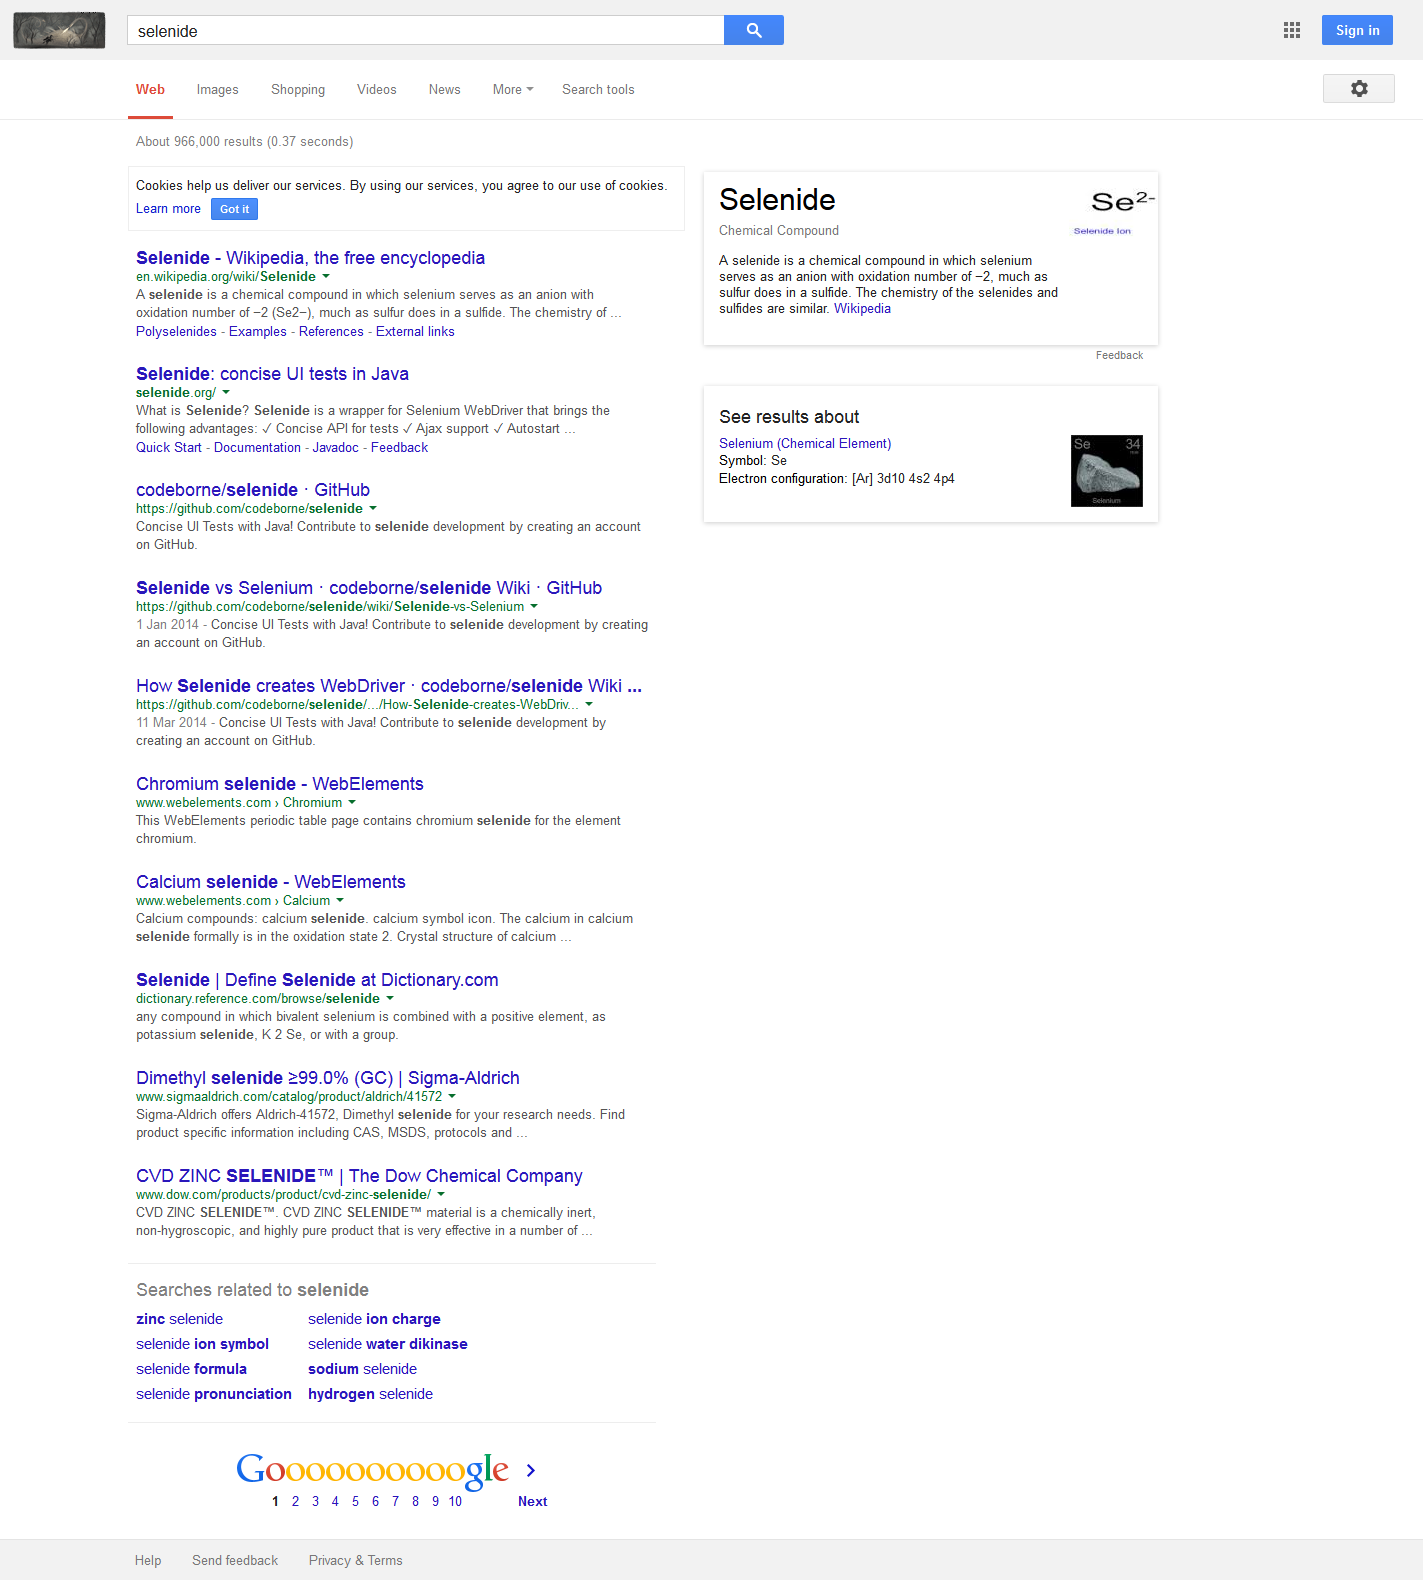 selenide
Sign in
Web Images Shopping Videos News More Search tools
About 966,000 results (0.37 seconds)
Cookies help us deliver our services. By using our services, you agree to our use of cookies.
Learn more Got it
Selenide - Wikipedia, the free encyclopedia
en.wikipedia.org/wiki/Selenide
A selenide is a chemical compound in which selenium serves as an anion with
oxidation number of −2 (Se2−), much as sulfur does in a sulfide. The chemistry of ...
Polyselenides - Examples - References - External links
Selenide: concise UI tests in Java
selenide.org/
What is Selenide? Selenide is a wrapper for Selenium WebDriver that brings the
following advantages: ✓ Concise API for tests ✓ Ajax support ✓ Autostart ...
Quick Start - Documentation - Javadoc - Feedback
codeborne/selenide · GitHub
https://github.com/codeborne/selenide
Concise UI Tests with Java! Contribute to selenide development by creating an account
on GitHub.
Selenide vs Selenium · codeborne/selenide Wiki · GitHub
https://github.com/codeborne/selenide/wiki/Selenide-vs-Selenium
1 Jan 2014 - Concise UI Tests with Java! Contribute to selenide development by creating
an account on GitHub.
How Selenide creates WebDriver · codeborne/selenide Wiki ...
https://github.com/codeborne/selenide/.../How-Selenide-creates-WebDriv...
11 Mar 2014 - Concise UI Tests with Java! Contribute to selenide development by
creating an account on GitHub.
Chromium selenide - WebElements
www.webelements.com › Chromium
This WebElements periodic table page contains chromium selenide for the element
chromium.
Calcium selenide - WebElements
www.webelements.com › Calcium
Calcium compounds: calcium selenide. calcium symbol icon. The calcium in calcium
selenide formally is in the oxidation state 2. Crystal structure of calcium ...
Selenide | Define Selenide at Dictionary.com
dictionary.reference.com/browse/selenide
any compound in which bivalent selenium is combined with a positive element, as
potassium selenide, K 2 Se, or with a group.
Dimethyl selenide ≥99.0% (GC) | Sigma-Aldrich
www.sigmaaldrich.com/catalog/product/aldrich/41572
Sigma-Aldrich offers Aldrich-41572, Dimethyl selenide for your research needs. Find
product specific information including CAS, MSDS, protocols and ...
CVD ZINC SELENIDE™ | The Dow Chemical Company
www.dow.com/products/product/cvd-zinc-selenide/
CVD ZINC SELENIDE™. CVD ZINC SELENIDE™ material is a chemically inert,
non-hygroscopic, and highly pure product that is very effective in a number of ...
Selenide
Chemical Compound
Se2-
Selenide Ion
A selenide is a chemical compound in which selenium
serves as an anion with oxidation number of −2, much as
sulfur does in a sulfide. The chemistry of the selenides and
sulfides are similar. Wikipedia
Feedback
See results about
Selenium (Chemical Element)
Symbol: Se
Electron configuration: [Ar] 3d10 4s2 4p4
Se 34
Selenium
Searches related to selenide
zinc selenide selenide ion charge
selenide ion symbol selenide water dikinase
selenide formula sodium selenide
selenide pronunciation hydrogen selenide
Goooooooooogle
1 2 3 4 5 6 7 8 9 10 Next
Help Send feedback Privacy & Terms